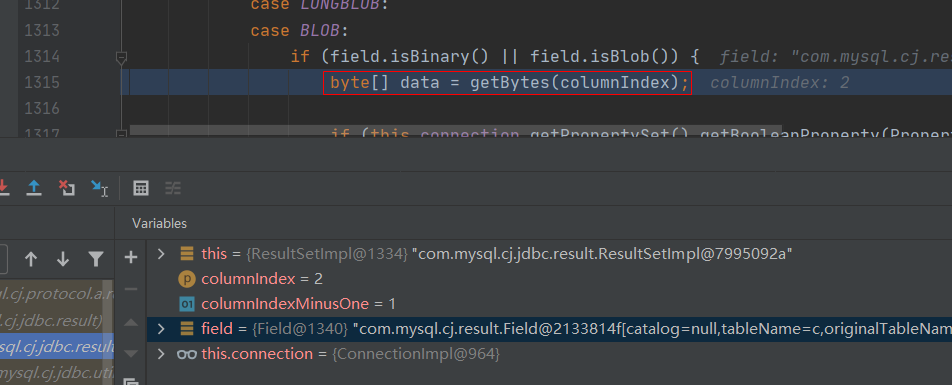 1312 case LONGBLOB:
1313 case BLOB:
1314 if (field.isBinary() || field.isBlob()) { field: "com.mysql.cj.re
1315 byte[] data = getBytes(columnIndex); columnIndex: 2
1316
1317 if (this.connection.getPropertySet().getBooleanProperty(Proper
Variables
this = {ResultSetImpl@1334} "com.mysql.cj.jdbc.result.ResultSetImpl@7995092a"
columnIndex = 2
columnIndexMinusOne = 1
field = {Field@1340} "com.mysql.cj.result.Field@2133814f[catalog=null,tableName=c,originalTableNam
this.connection = {ConnectionImpl@964}
ql.cj.protocol.a.r
.cj.jdbc.result)
sql.cj.jdbc.result
mysql.cj.jdbc.uti